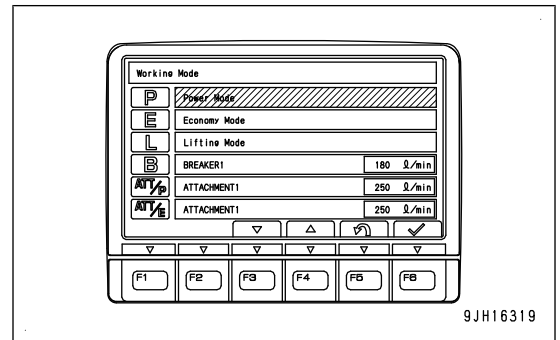 Working Mode
P Power Mode
E Economy Mode
L Lifting Mode
B BREAKER1 180 ℓ/min
ATT/P ATTACHMENT1 250 ℓ/min
ATT/E ATTACHMENT1 250 ℓ/min
F1 F2 F3 F4 F5 F6
9JH16319